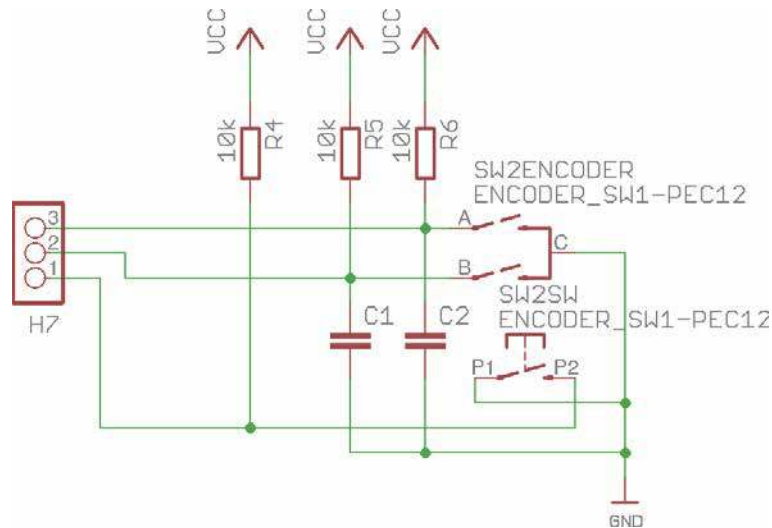 VCC
VCC
VCC
10k
R4
10k
R5
10k
R6
SW2ENCODER
ENCODER_SW1-PEC12
3
2
1
H7
A
B
C
SW2SW
ENCODER_SW1-PEC12
C1
C2
P1
P2
GND